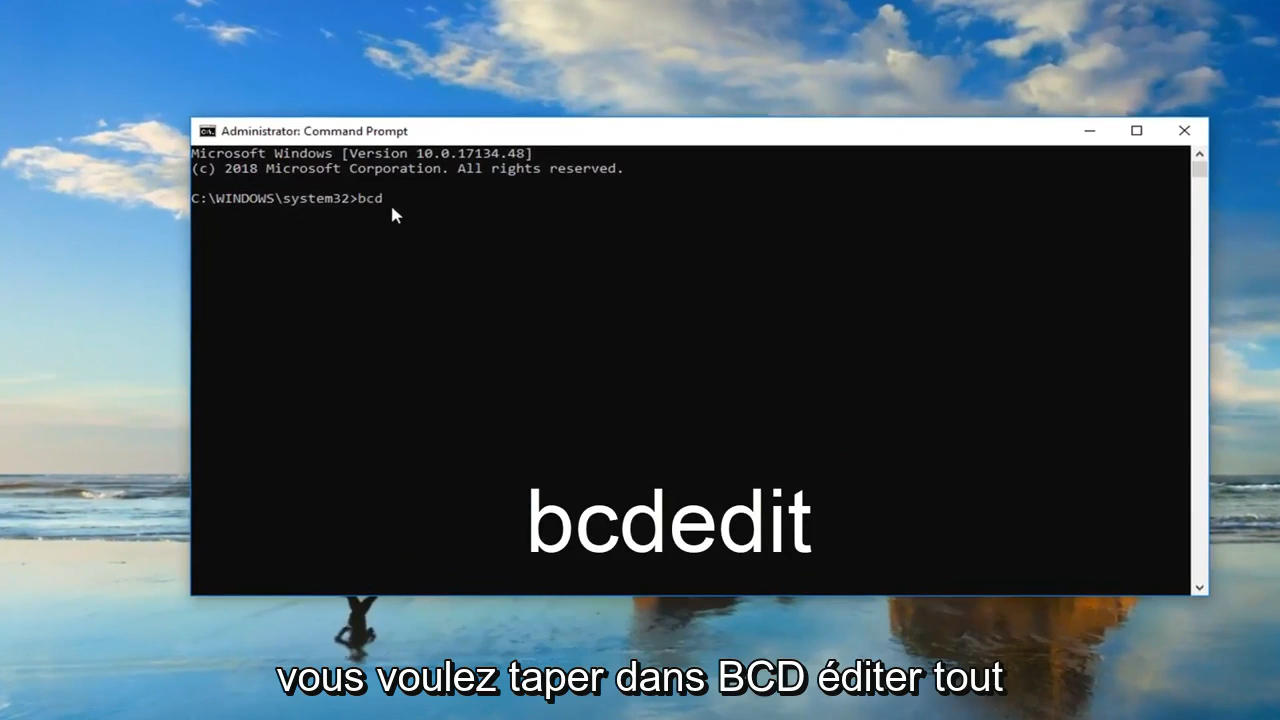 Administrator: Command Prompt
Microsoft Windows [Version 10.0.17134.48]
(c) 2018 Microsoft Corporation. All rights reserved.
C:\WINDOWS\system32>bcd
bcdedit
vous voulez taper dans BCD éditer tout